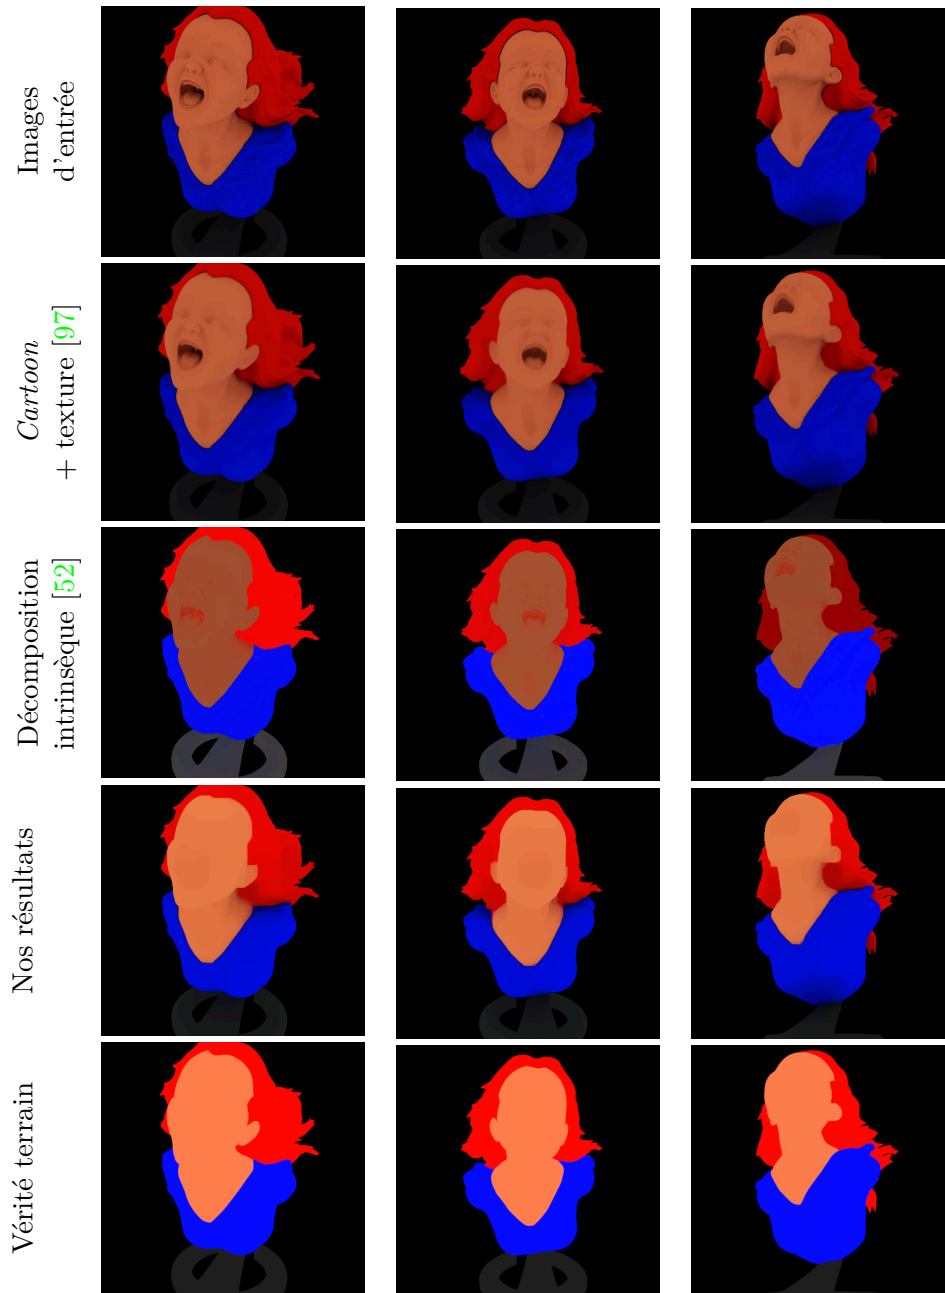 Images
d'entrée
Cartoon
+ texture [97]
Décomposition
intrinsèque [52]
Nos résultats
Vérité terrain